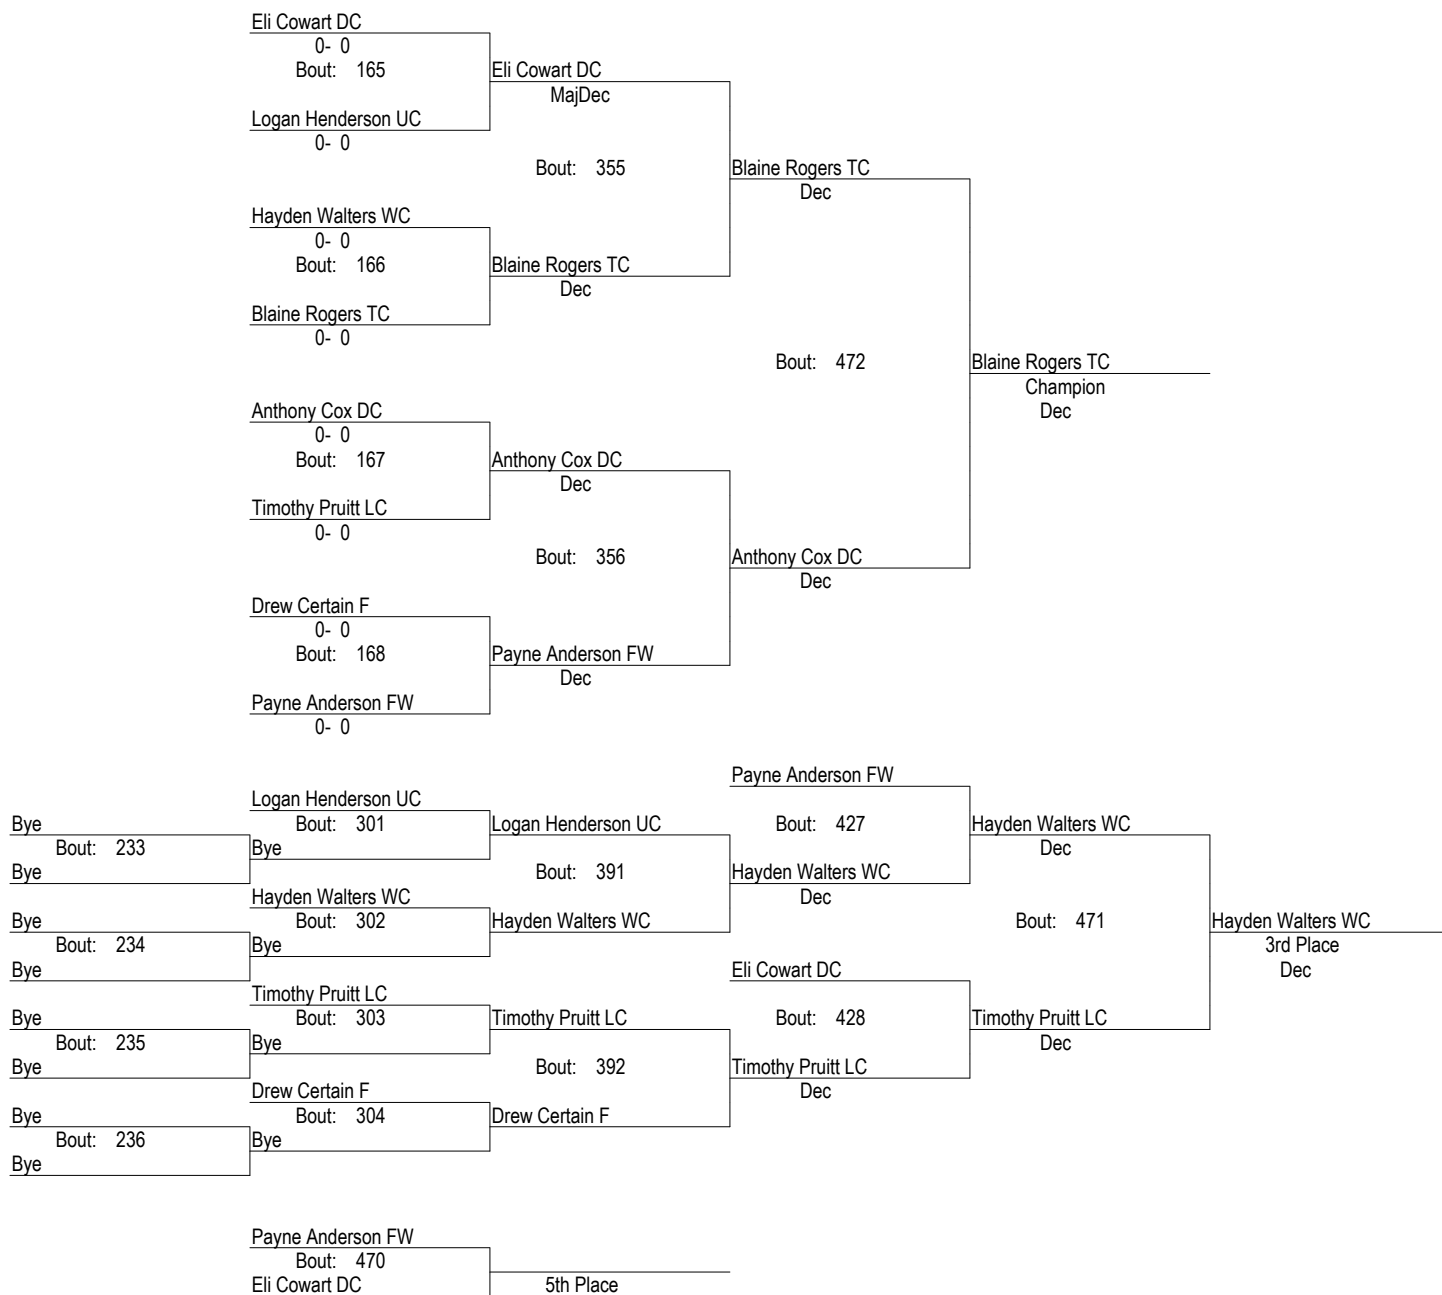 Eli Cowart DC
0- 0
Bout: 165
Eli Cowart DC
MajDec
Logan Henderson UC
0- 0
Bout: 355
Blaine Rogers TC
Dec
Hayden Walters WC
0- 0
Bout: 166
Blaine Rogers TC
Dec
Blaine Rogers TC
0- 0
Bout: 472
Blaine Rogers TC
Champion
Dec
Anthony Cox DC
0- 0
Bout: 167
Anthony Cox DC
Dec
Timothy Pruitt LC
0- 0
Bout: 356
Anthony Cox DC
Dec
Drew Certain F
0- 0
Bout: 168
Payne Anderson FW
Dec
Payne Anderson FW
0- 0
Payne Anderson FW
Logan Henderson UC
Bye
Bout: 301
Logan Henderson UC
Bout: 427
Hayden Walters WC
Bout: 233
Bye
Dec
Bye
Bout: 391
Hayden Walters WC
Hayden Walters WC
Dec
Bye
Bout: 302
Hayden Walters WC
Bout: 471
Hayden Walters WC
Bout: 234
Bye
3rd Place
Bye
Eli Cowart DC
Dec
Timothy Pruitt LC
Bye
Bout: 303
Timothy Pruitt LC
Bout: 428
Timothy Pruitt LC
Bout: 235
Bye
Dec
Bye
Bout: 392
Timothy Pruitt LC
Drew Certain F
Dec
Bye
Bout: 304
Drew Certain F
Bout: 236
Bye
Bye
Payne Anderson FW
Bout: 470
Eli Cowart DC
5th Place